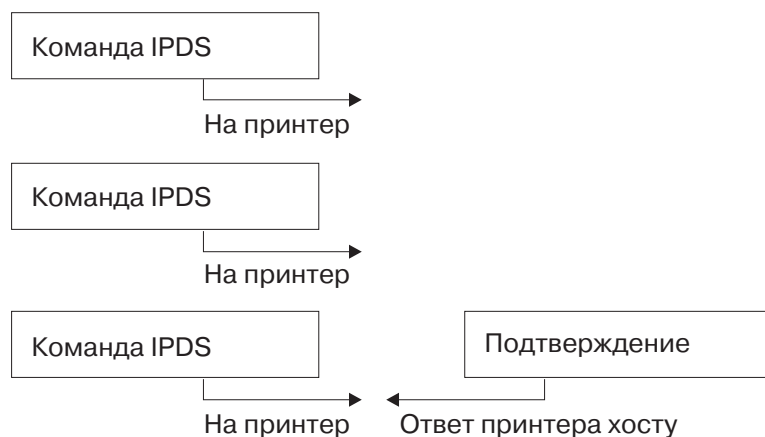 Команда IPDS
На принтер
Команда IPDS
На принтер
Команда IPDS
Подтверждение
На принтер
Ответ принтера хосту